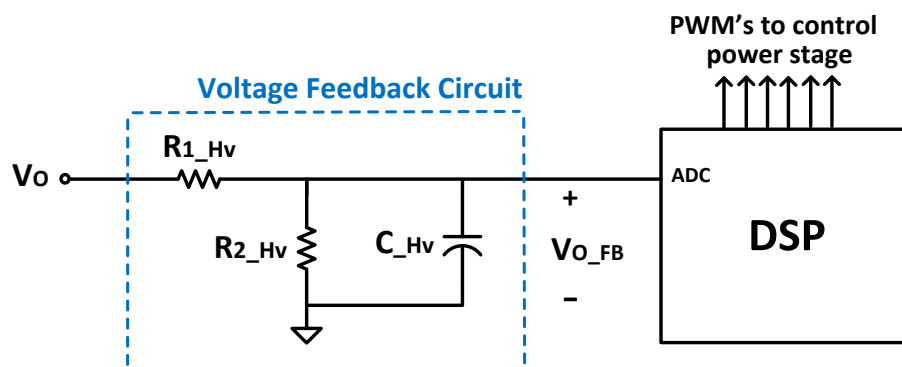 PWM's to control
power stage
Voltage Feedback Circuit
R1_Hv
Vo
ADC
+
R2_Hv
C_Hv
VO_FB
DSP
−